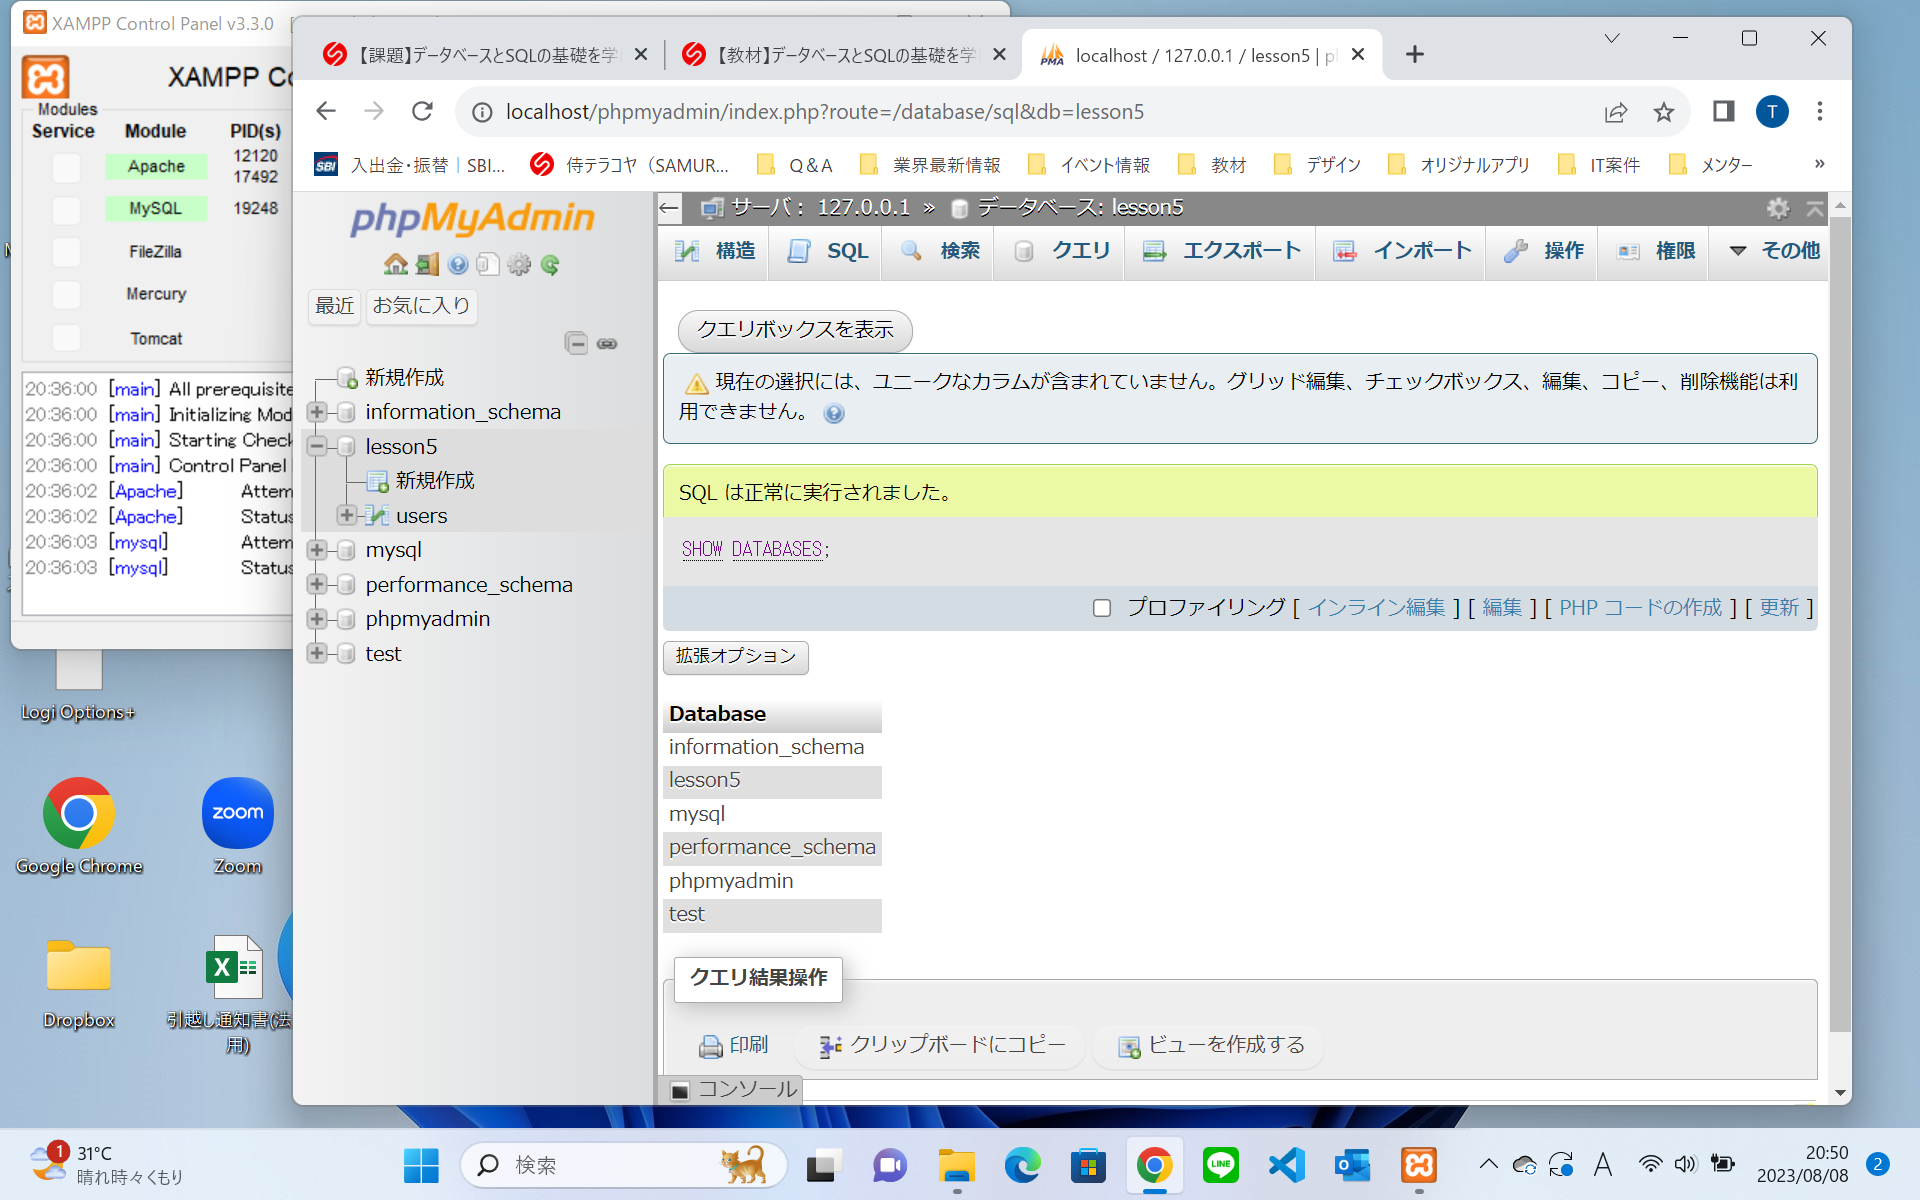 XAMPP Control Panel v3.3.0
XAMPP Co
Modules
Service
Module
PID(s)
Apache
12120
17492
MySQL
19248
FileZilla
Mercury
Tomcat
20:36:00 [main] All prerequisite
20:36:00 [main] Initializing Mod
20:36:00 [main] Starting Check
20:36:00 [main] Control Panel
20:36:02 [Apache] Attem
20:36:02 [Apache] Status
20:36:03 [mysql] Attem
20:36:03 [mysql] Status
Logi Options+
Google Chrome
zoom
Zoom
Dropbox
引越し通知書(法
用)
【課題】データベースとSQLの基礎を学
【教材】データベースとSQLの基礎を学
PMA
localhost / 127.0.0.1 / lesson5 | p
localhost/phpmyadmin/index.php?route=/database/sql&db=lesson5
T
SBI
入出金・振替 | SBI...
侍テラコヤ（SAMUR...
Q&A
業界最新情報
イベント情報
教材
デザイン
オリジナルアプリ
IT案件
メンター
»
phpMyAdmin
最近
お気に入り
新規作成
information_schema
lesson5
新規作成
users
mysql
performance_schema
phpmyadmin
test
サーバ： 127.0.0.1 » データベース: lesson5
構造
SQL
検索
クエリ
エクスポート
インポート
操作
権限
その他
クエリボックスを表示
現在の選択には、ユニークなカラムが含まれていません。グリッド編集、チェックボックス、編集、コピー、削除機能は利
用できません。
SQL は正常に実行されました。
SHOW DATABASES;
プロファイリング [ インライン編集 ] [ 編集 ] [ PHP コードの作成 ] [ 更新 ]
拡張オプション
Database
information_schema
lesson5
mysql
performance_schema
phpmyadmin
test
クエリ結果操作
印刷
クリップボードにコピー
ビューを作成する
コンソール
1
31°C
晴れ時々くもり
検索
LINE
A
20:50
2023/08/08
2